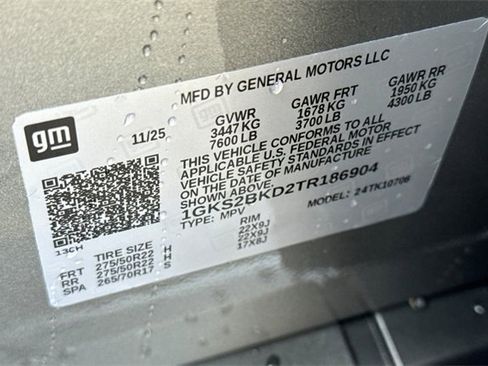 MFD BY GENERAL MOTORS LLC
gm
11/25
GVWR
3447 KG
7600 LB
GAWR FRT
1678 KG
3700 LB
GAWR RR
1950 KG
4300 LB
THIS VEHICLE CONFORMS TO ALL
APPLICABLE U.S. FEDERAL MOTOR
VEHICLE SAFETY STANDARDS IN EFFECT
ON THE DATE OF MANUFACTURE
SHOWN ABOVE.
1GKS2BKD2TR186904
TYPE: MPV
MODEL: 24TK10706
13CH
RIM
FRT 275/50R22 H 22X9J
RR 275/50R22 H 22X9J
SPA 265/70R17 S 17X8J